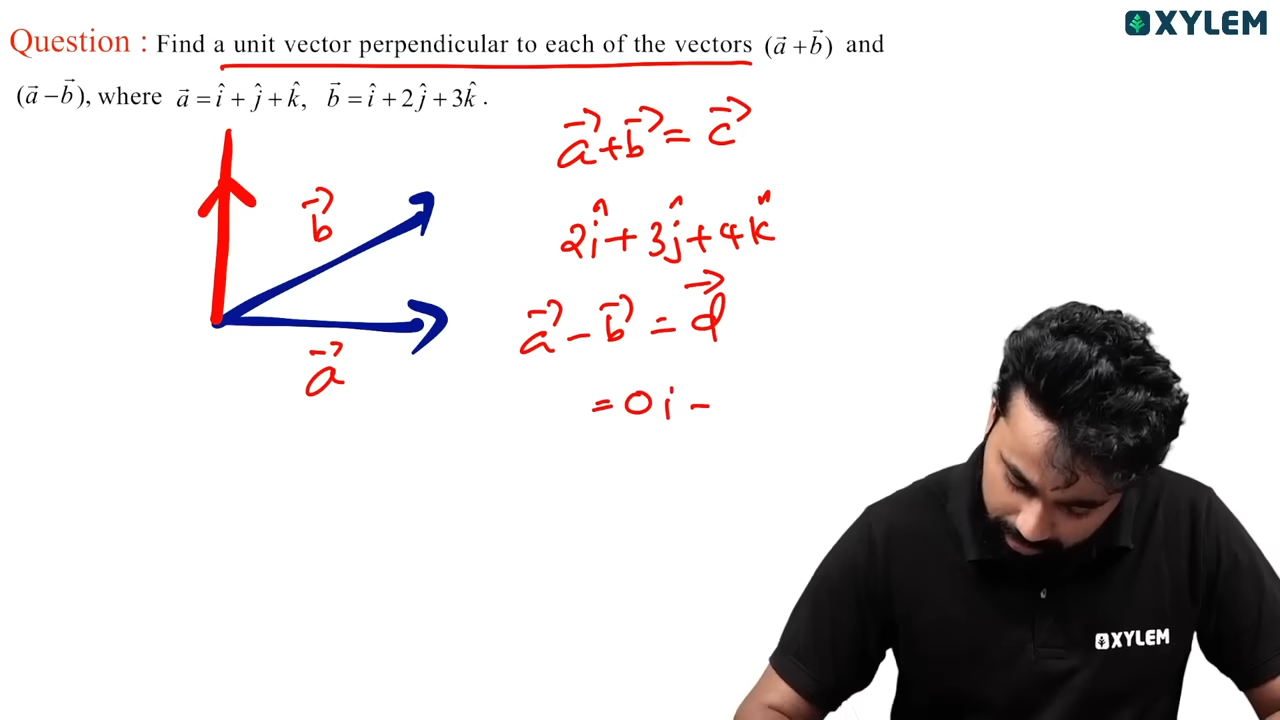 XYLEM
Question : Find a unit vector perpendicular to each of the vectors (a⃗ + b⃗) and
(a⃗ − b⃗), where a⃗ = î + ĵ + k̂, b⃗ = î + 2ĵ + 3k̂ .
a⃗ + b⃗ = c⃗
2î + 3ĵ + 4k̂
b⃗
a⃗ − b⃗ = d⃗
a⃗
= 0i −
XYLEM